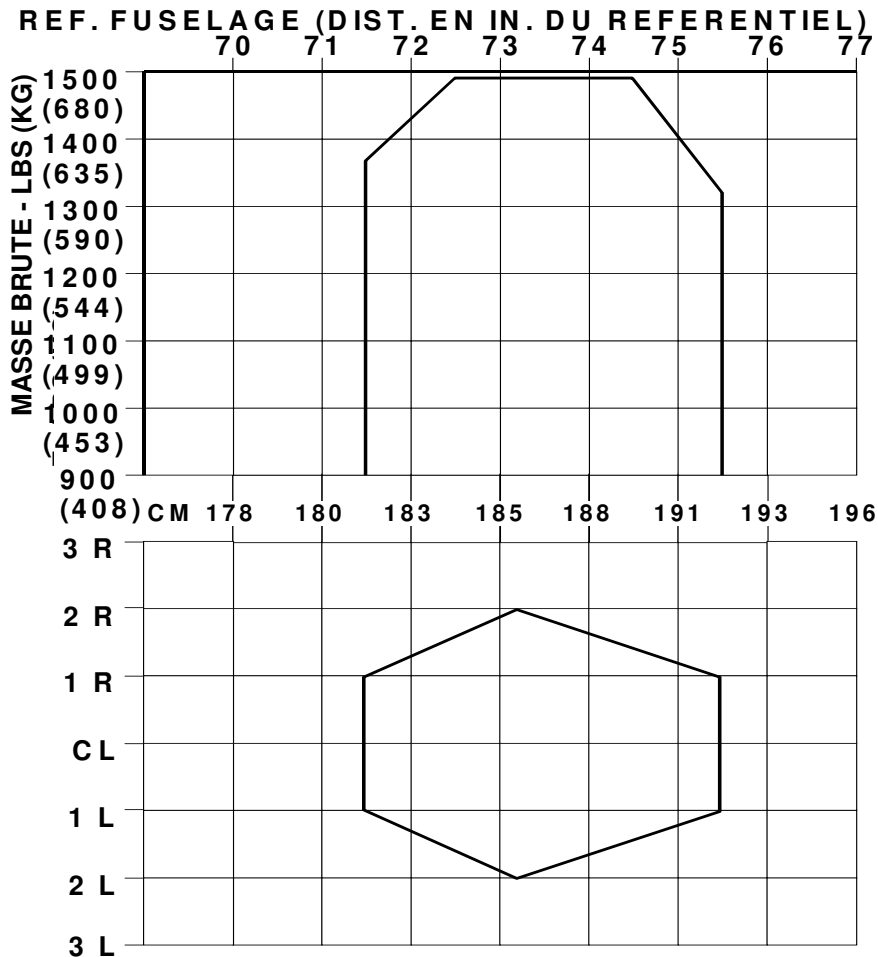 REF. FUSELAGE (DIST. EN IN. DU REFERENTIEL)
70 71 72 73 74 75 76 77
MASSE BRUTE - LBS (KG)
1500
(680)
1400
(635)
1300
(590)
1200
(544)
1100
(499)
1000
(453)
900
(408) CM 178 180 183 185 188 191 193 196
3 R
2 R
1 R
CL
1 L
2 L
3 L